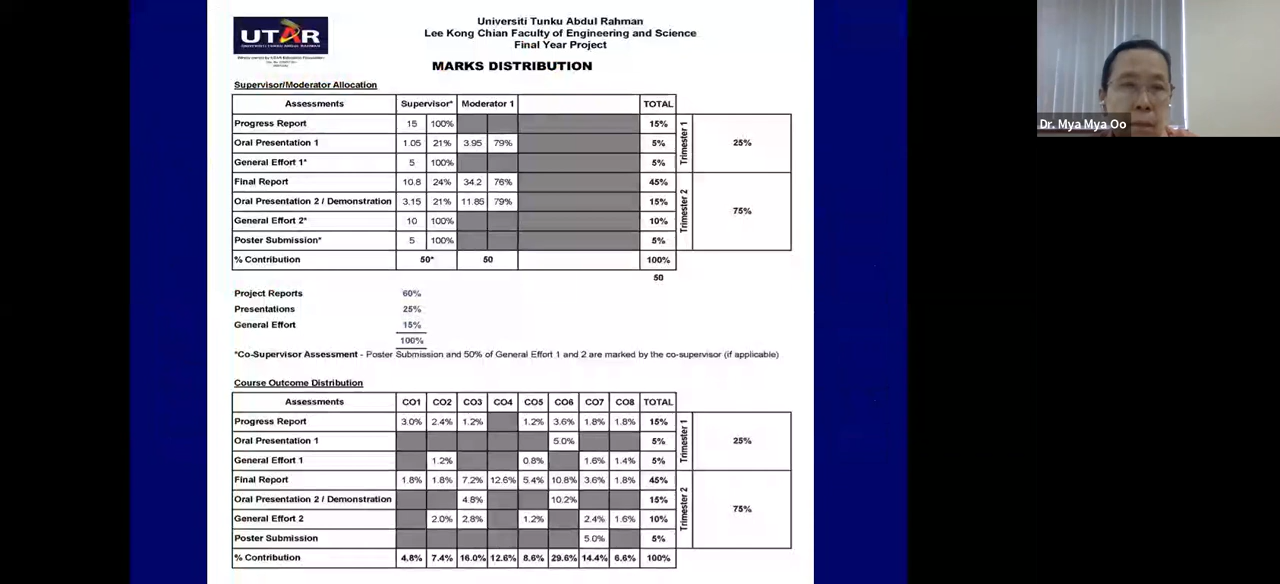 UTAR
UNIVERSITI TUNKU ABDUL RAHMAN
Universiti Tunku Abdul Rahman
Lee Kong Chian Faculty of Engineering and Science
Final Year Project
MARKS DISTRIBUTION
Dr. Mya Mya Oo
Supervisor/Moderator Allocation
Assessments Supervisor* Moderator 1 TOTAL
Progress Report 15 100% 15%
Oral Presentation 1 1.05 21% 3.95 79% 5% Trimester 1 25%
General Effort 1* 5 100% 5%
Final Report 10.8 24% 34.2 76% 45%
Oral Presentation 2 / Demonstration 3.15 21% 11.85 79% 15% Trimester 2 75%
General Effort 2* 10 100% 10%
Poster Submission* 5 100% 5%
% Contribution 50* 50 100%
50
Project Reports 60%
Presentations 25%
General Effort 15%
100%
*Co-Supervisor Assessment - Poster Submission and 50% of General Effort 1 and 2 are marked by the co-supervisor (if applicable)
Course Outcome Distribution
Assessments CO1 CO2 CO3 CO4 CO5 CO6 CO7 CO8 TOTAL
Progress Report 3.0% 2.4% 1.2% 1.2% 3.6% 1.8% 1.8% 15%
Oral Presentation 1 5.0% 5% Trimester 1 25%
General Effort 1 1.2% 0.8% 1.6% 1.4% 5%
Final Report 1.8% 1.8% 7.2% 12.6% 5.4% 10.8% 3.6% 1.8% 45%
Oral Presentation 2 / Demonstration 4.8% 10.2% 15% Trimester 2 75%
General Effort 2 2.0% 2.8% 1.2% 2.4% 1.6% 10%
Poster Submission 5.0% 5%
% Contribution 4.8% 7.4% 16.0% 12.6% 8.6% 29.6% 14.4% 6.6% 100%